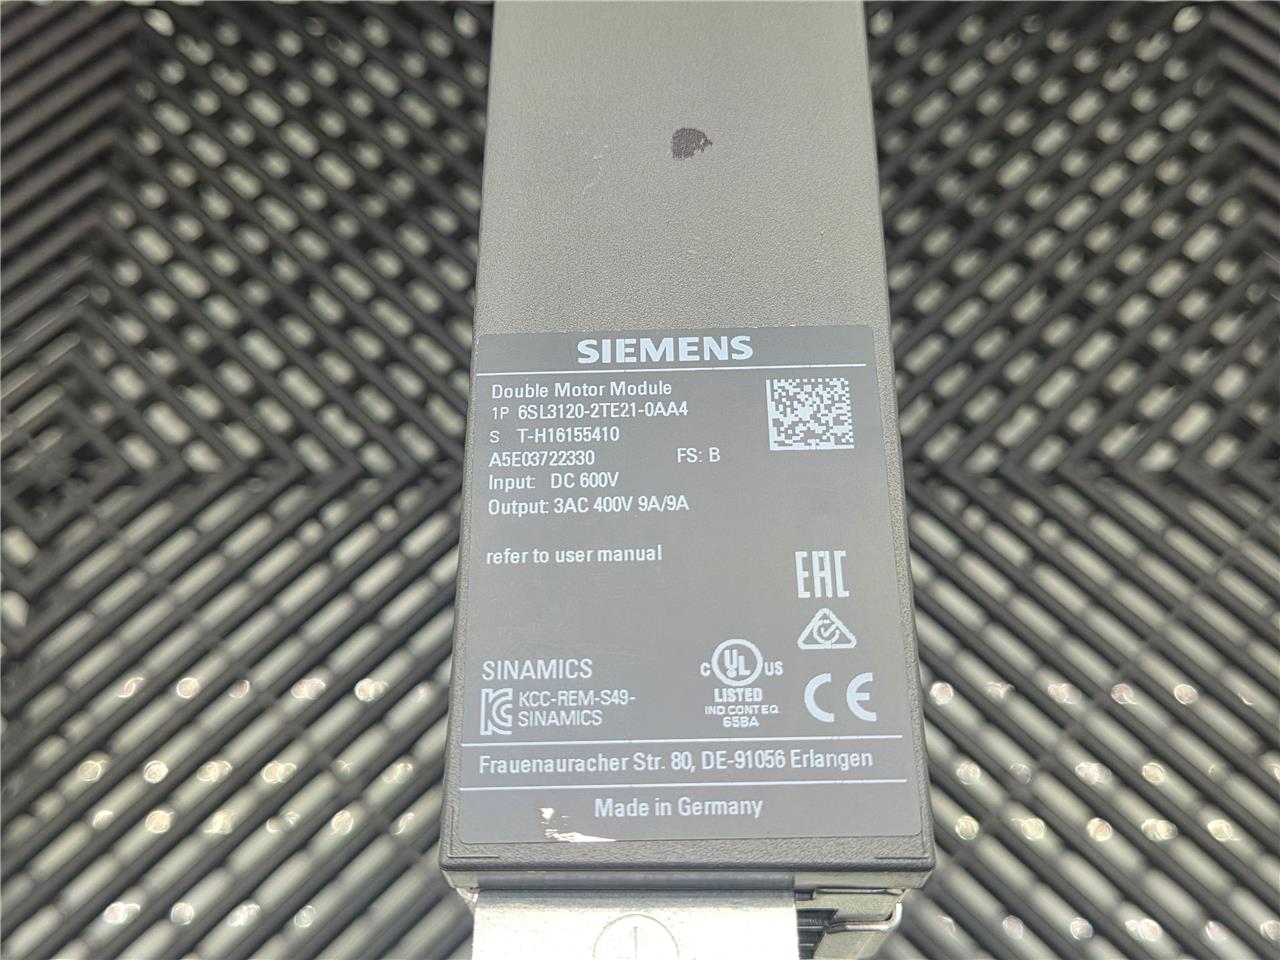 SIEMENS
Double Motor Module
1P 6SL3120-2TE21-0AA4
S T-H16155410
A5E03722330 FS: B
Input: DC 600V
Output: 3AC 400V 9A/9A
refer to user manual
EAC
SINAMICS
KCC-REM-S49-
SINAMICS
C UL US
LISTED
IND.CONT.EQ.
65BA
CE
Frauenauracher Str. 80, DE-91056 Erlangen
Made in Germany